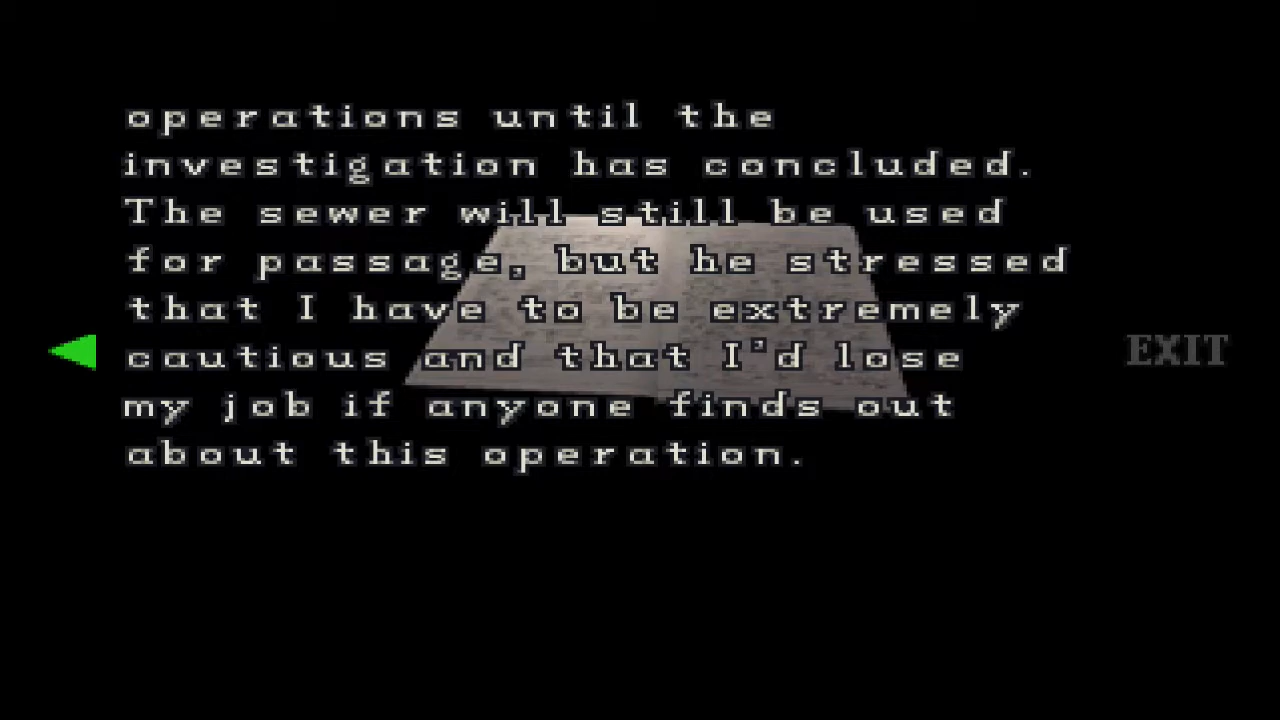 operations until the
investigation has concluded.
The sewer will still be used
for passage, but he stressed
that I have to be extremely
cautious and that I'd lose
my job if anyone finds out
about this operation.
EXIT